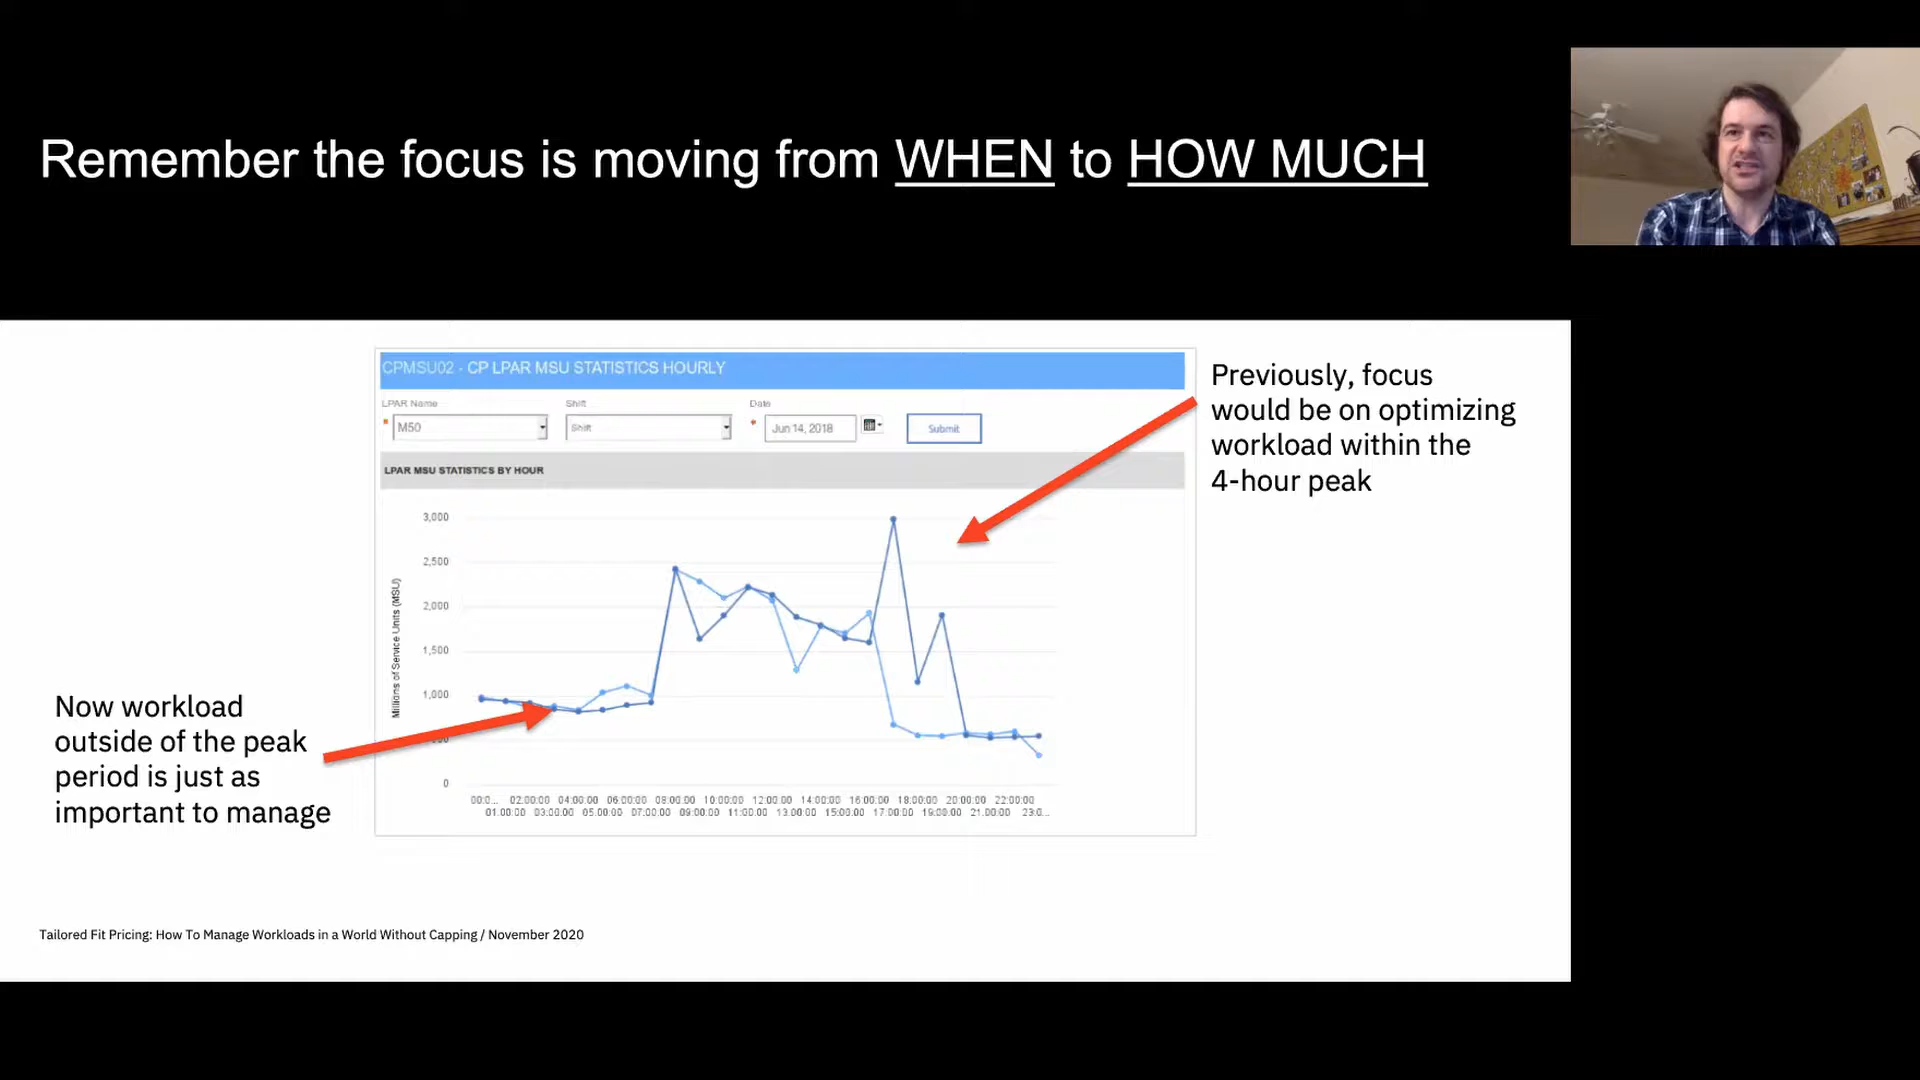 Remember the focus is moving from WHEN to HOW MUCH
CPMSU02 - CP LPAR MSU STATISTICS HOURLY
LPAR Name Shift Date
* M50 Shift * Jun 14, 2018 Submit
LPAR MSU STATISTICS BY HOUR
Previously, focus
would be on optimizing
workload within the
4-hour peak
Now workload
outside of the peak
period is just as
important to manage
Millions of Service Units (MSU)
3,000
2,500
2,000
1,500
1,000
0
00:0... 02:00:00 04:00:00 06:00:00 08:00:00 10:00:00 12:00:00 14:00:00 16:00:00 18:00:00 20:00:00 22:00:00
01:00:00 03:00:00 05:00:00 07:00:00 09:00:00 11:00:00 13:00:00 15:00:00 17:00:00 19:00:00 21:00:00 23:0...
Tailored Fit Pricing: How To Manage Workloads in a World Without Capping / November 2020